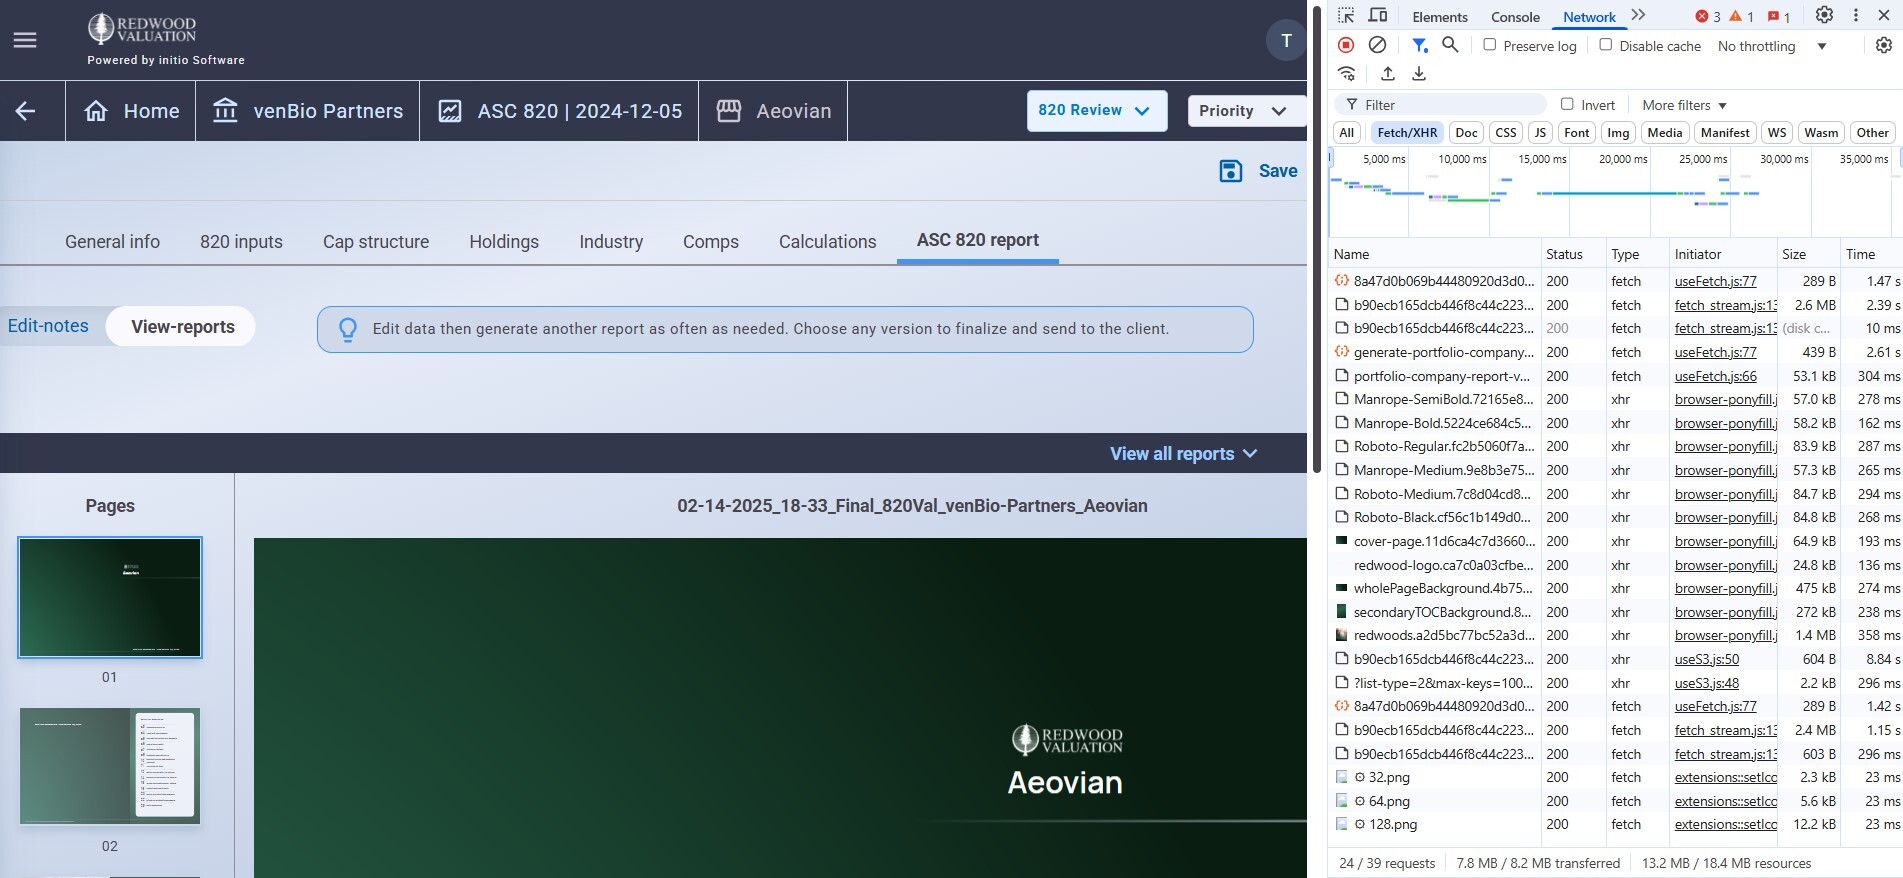 REDWOOD
VALUATION
Powered by initio Software
T
Home
venBio Partners
ASC 820 | 2024-12-05
Aeovian
820 Review
Priority
Save
General info
820 inputs
Cap structure
Holdings
Industry
Comps
Calculations
ASC 820 report
Edit-notes
View-reports
Edit data then generate another report as often as needed. Choose any version to finalize and send to the client.
View all reports
Pages
02-14-2025_18-33_Final_820Val_venBio-Partners_Aeovian
01
02
REDWOOD
VALUATION
Aeovian
Elements Console Network 3 1 1
Preserve log Disable cache No throttling
Filter Invert More filters
All Fetch/XHR Doc CSS JS Font Img Media Manifest WS Wasm Other
5,000 ms 10,000 ms 15,000 ms 20,000 ms 25,000 ms 30,000 ms 35,000 ms
Name Status Type Initiator Size Time
8a47d0b069b44480920d3d0... 200 fetch useFetch.js:77 289 B 1.47 s
b90ecb165dcb446f8c44c223... 200 fetch fetch_stream.js:13 2.6 MB 2.39 s
b90ecb165dcb446f8c44c223... 200 fetch fetch_stream.js:13 (disk c... 10 ms
generate-portfolio-company... 200 fetch useFetch.js:77 439 B 2.61 s
portfolio-company-report-v... 200 fetch useFetch.js:66 53.1 kB 304 ms
Manrope-SemiBold.72165e8... 200 xhr browser-ponyfill.j 57.0 kB 278 ms
Manrope-Bold.5224ce684c5... 200 xhr browser-ponyfill.j 58.2 kB 162 ms
Roboto-Regular.fc2b5060f7a... 200 xhr browser-ponyfill.j 83.9 kB 287 ms
Manrope-Medium.9e8b3e75... 200 xhr browser-ponyfill.j 57.3 kB 265 ms
Roboto-Medium.7c8d04cd8... 200 xhr browser-ponyfill.j 84.7 kB 294 ms
Roboto-Black.cf56c1b149d0... 200 xhr browser-ponyfill.j 84.8 kB 268 ms
cover-page.11d6ca4c7d3660... 200 xhr browser-ponyfill.j 64.9 kB 193 ms
redwood-logo.ca7c0a03cfbe... 200 xhr browser-ponyfill.j 24.8 kB 136 ms
wholePageBackground.4b75... 200 xhr browser-ponyfill.j 475 kB 274 ms
secondaryTOCBackground.8... 200 xhr browser-ponyfill.j 272 kB 238 ms
redwoods.a2d5bc77bc52a3d... 200 xhr browser-ponyfill.j 1.4 MB 358 ms
b90ecb165dcb446f8c44c223... 200 xhr useS3.js:50 604 B 8.84 s
?list-type=2&max-keys=100... 200 xhr useS3.js:48 2.2 kB 296 ms
8a47d0b069b44480920d3d0... 200 fetch useFetch.js:77 289 B 1.42 s
b90ecb165dcb446f8c44c223... 200 fetch fetch_stream.js:13 2.4 MB 1.15 s
b90ecb165dcb446f8c44c223... 200 fetch fetch_stream.js:13 603 B 296 ms
32.png 200 fetch extensions::setIco 2.3 kB 23 ms
64.png 200 fetch extensions::setIco 5.6 kB 23 ms
128.png 200 fetch extensions::setIco 12.2 kB 23 ms
24 / 39 requests 7.8 MB / 8.2 MB transferred 13.2 MB / 18.4 MB resources